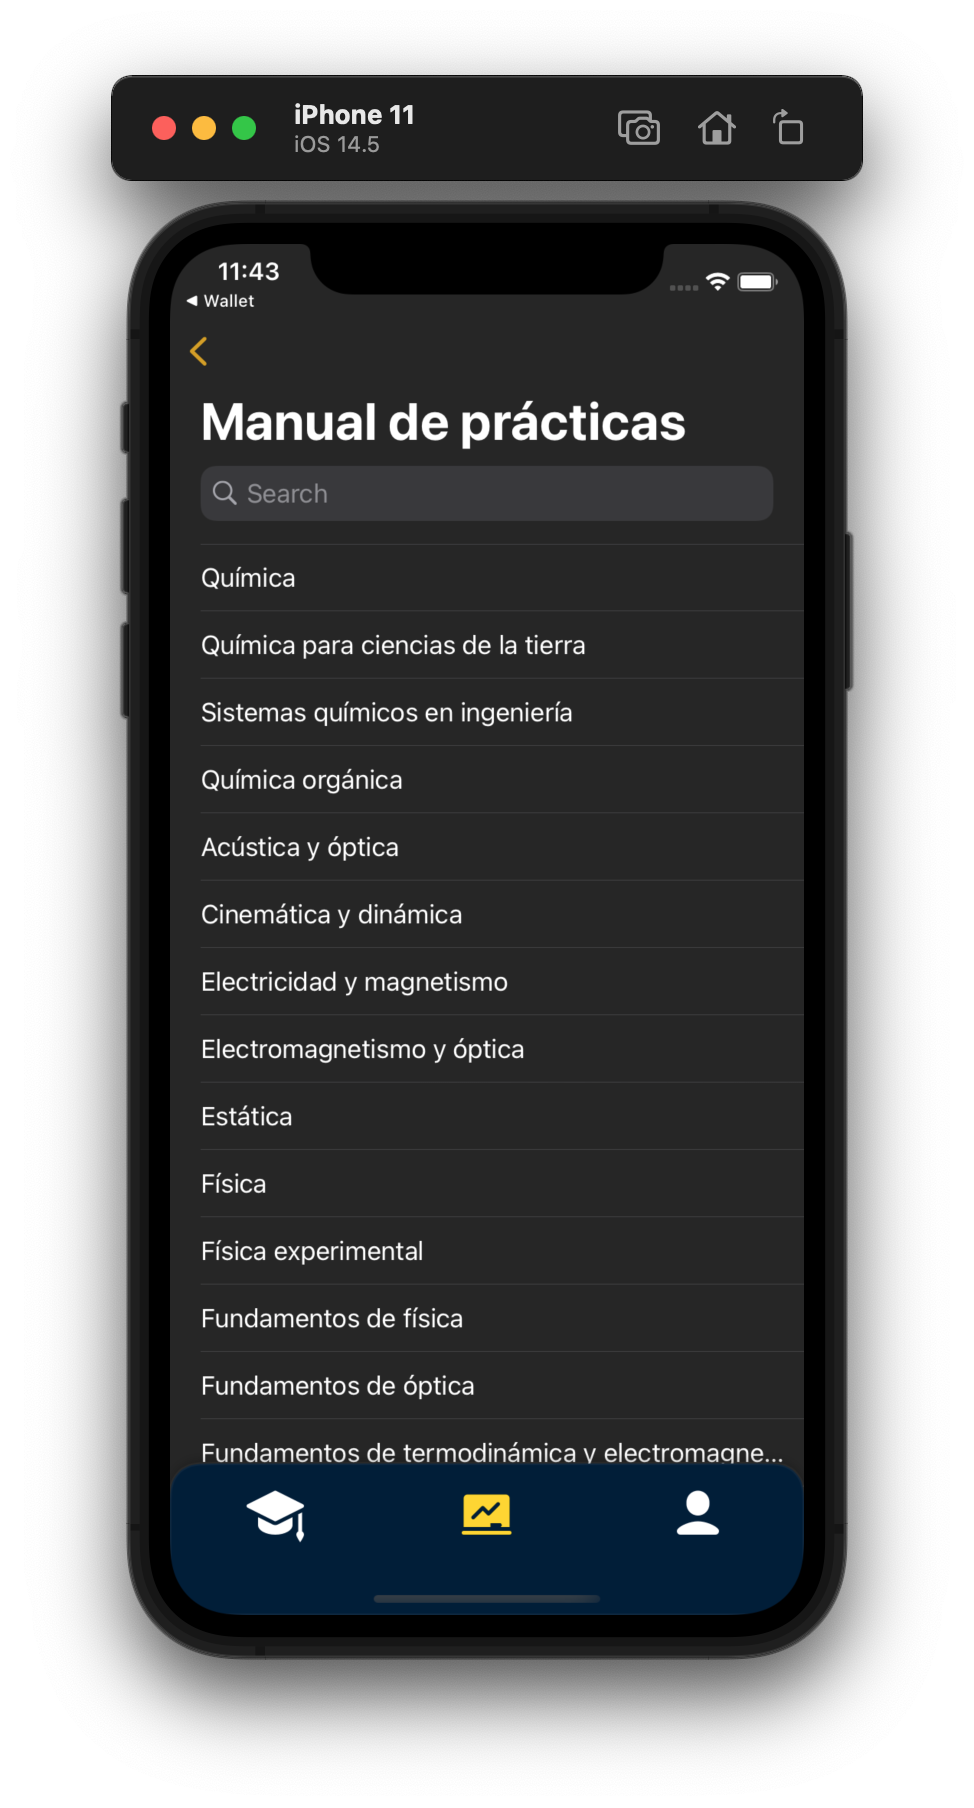 iPhone 11
iOS 14.5
11:43
◀ Wallet
Manual de prácticas
Search
Química
Química para ciencias de la tierra
Sistemas químicos en ingeniería
Química orgánica
Acústica y óptica
Cinemática y dinámica
Electricidad y magnetismo
Electromagnetismo y óptica
Estática
Física
Física experimental
Fundamentos de física
Fundamentos de óptica
Fundamentos de termodinámica y electromagne...